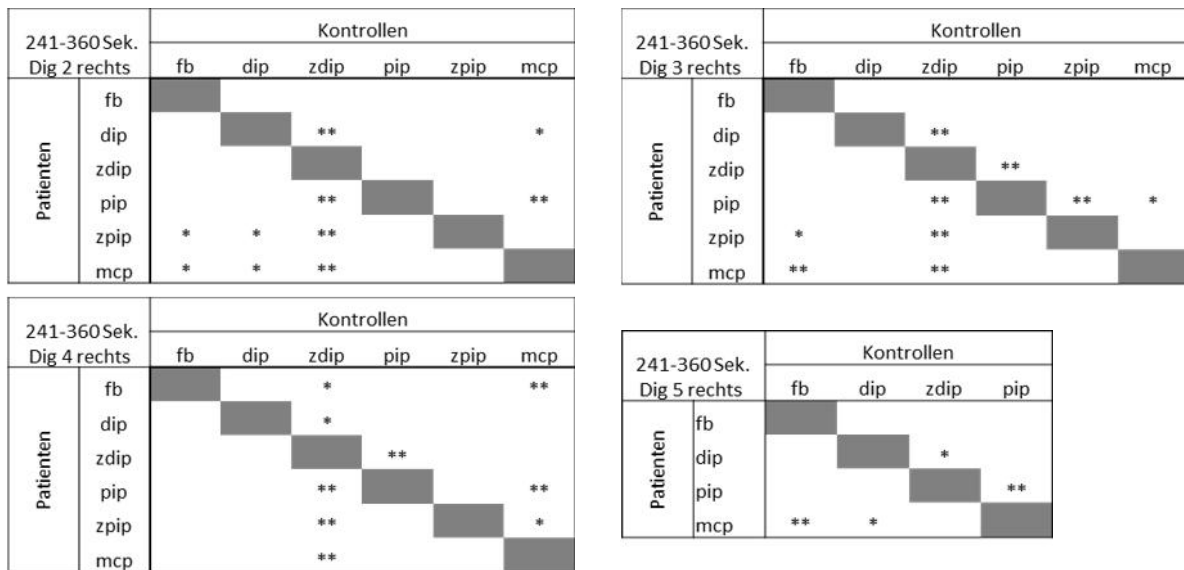 Kontrollen
241-360 Sek.
Dig 2 rechts fb dip zdip pip zpip mcp
Patienten
fb
dip ** *
zdip
pip ** **
zpip * * **
mcp * * **
Kontrollen
241-360 Sek.
Dig 3 rechts fb dip zdip pip zpip mcp
Patienten
fb
dip **
zdip **
pip ** ** *
zpip * **
mcp ** **
Kontrollen
241-360 Sek.
Dig 4 rechts fb dip zdip pip zpip mcp
Patienten
fb * **
dip *
zdip **
pip ** **
zpip ** *
mcp **
Kontrollen
241-360 Sek.
Dig 5 rechts fb dip zdip pip
Patienten
fb
dip *
pip **
mcp ** *